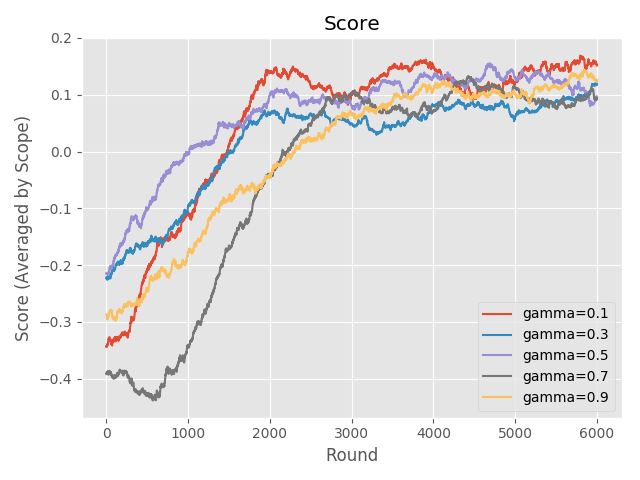 Score
Score (Averaged by Scope)
0.2
0.1
0.0
−0.1
−0.2
−0.3
−0.4
0 1000 2000 3000 4000 5000 6000
Round
gamma=0.1
gamma=0.3
gamma=0.5
gamma=0.7
gamma=0.9